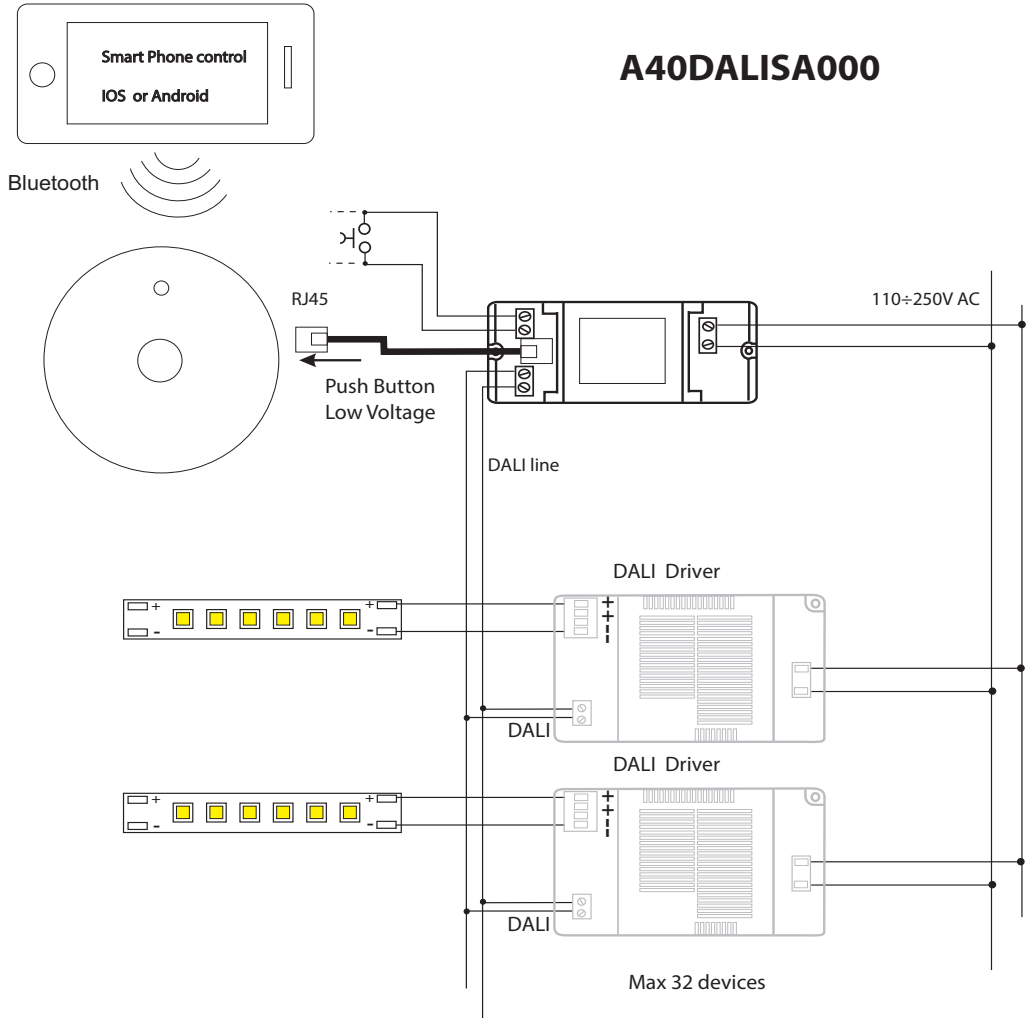 Smart Phone control
IOS or Android
A40DALISA000
Bluetooth
RJ45
110÷250V AC
Push Button
Low Voltage
DALI line
DALI Driver
+ + +
+
- - -
-
DALI
DALI Driver
+ + +
+
- - -
-
DALI
Max 32 devices